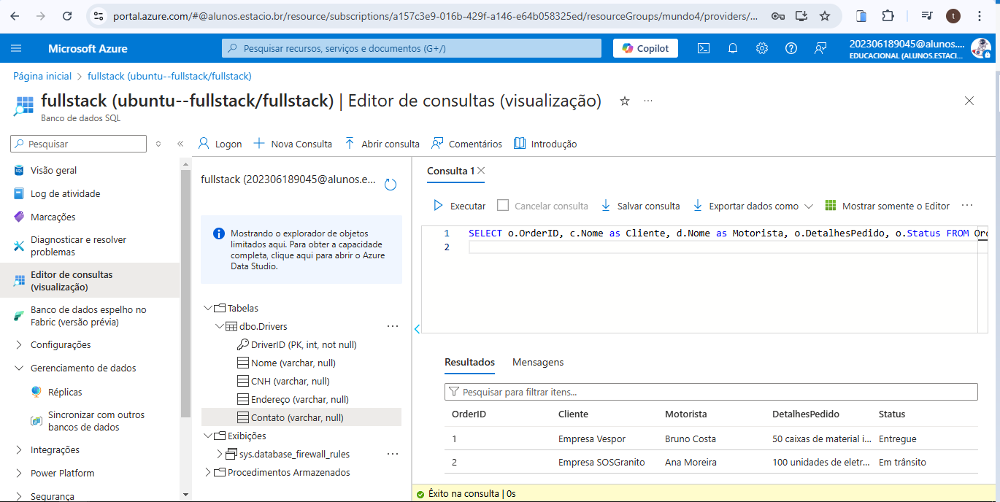 portal.azure.com/#@alunos.estacio.br/resource/subscriptions/a157c3e9-016b-429f-a146-e64b058325ed/resourceGroups/mundo4/providers/...
t
Microsoft Azure
Pesquisar recursos, serviços e documentos (G+/)
Copilot
202306189045@alunos....
EDUCACIONAL (ALUNOS.ESTACI...
Página inicial > fullstack (ubuntu--fullstack/fullstack)
fullstack (ubuntu--fullstack/fullstack) | Editor de consultas (visualização)
Banco de dados SQL
Pesquisar
Visão geral
Log de atividade
Marcações
Diagnosticar e resolver
problemas
Editor de consultas
(visualização)
Banco de dados espelho no
Fabric (versão prévia)
Configurações
Gerenciamento de dados
Réplicas
Sincronizar com outros
bancos de dados
Integrações
Power Platform
Segurança
Logon
Nova Consulta
Abrir consulta
Comentários
Introdução
fullstack (202306189045@alunos.e...
Mostrando o explorador de objetos
limitados aqui. Para obter a capacidade
completa, clique aqui para abrir o Azure
Data Studio.
Tabelas
dbo.Drivers
DriverID (PK, int, not null)
Nome (varchar, null)
CNH (varchar, null)
Endereço (varchar, null)
Contato (varchar, null)
Exibições
sys.database_firewall_rules
Procedimentos Armazenados
Consulta 1
Executar
Cancelar consulta
Salvar consulta
Exportar dados como
Mostrar somente o Editor
1 SELECT o.OrderID, c.Nome as Cliente, d.Nome as Motorista, o.DetalhesPedido, o.Status FROM Ord
2
Resultados
Mensagens
Pesquisar para filtrar itens...
OrderID Cliente Motorista DetalhesPedido Status
1 Empresa Vespor Bruno Costa 50 caixas de material i... Entregue
2 Empresa SOSGranito Ana Moreira 100 unidades de eletr... Em trânsito
Êxito na consulta | 0s